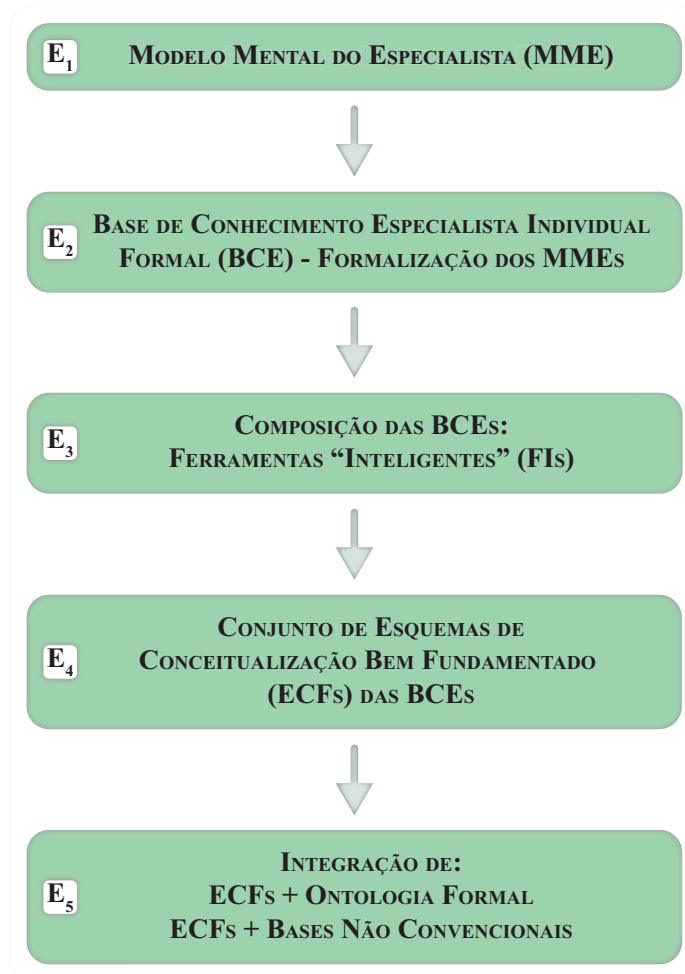 E1 Modelo Mental do Especialista (MME)
E2 Base de Conhecimento Especialista Individual
Formal (BCE) - Formalização dos MMEs
E3 Composição das BCEs:
Ferramentas “Inteligentes” (FIs)
E4 Conjunto de Esquemas de
Conceitualização Bem Fundamentado
(ECFs) das BCEs
E5 Integração de:
ECFs + Ontologia Formal
ECFs + Bases Não Convencionais